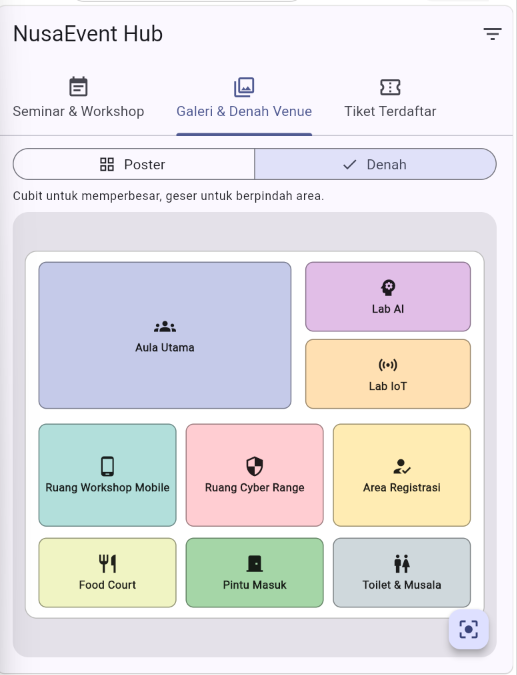 NusaEvent Hub
Seminar & Workshop
Galeri & Denah Venue
Tiket Terdaftar
Poster
Denah
Cubit untuk memperbesar, geser untuk berpindah area.
Aula Utama
Lab AI
Lab IoT
Ruang Workshop Mobile
Ruang Cyber Range
Area Registrasi
Food Court
Pintu Masuk
Toilet & Musala